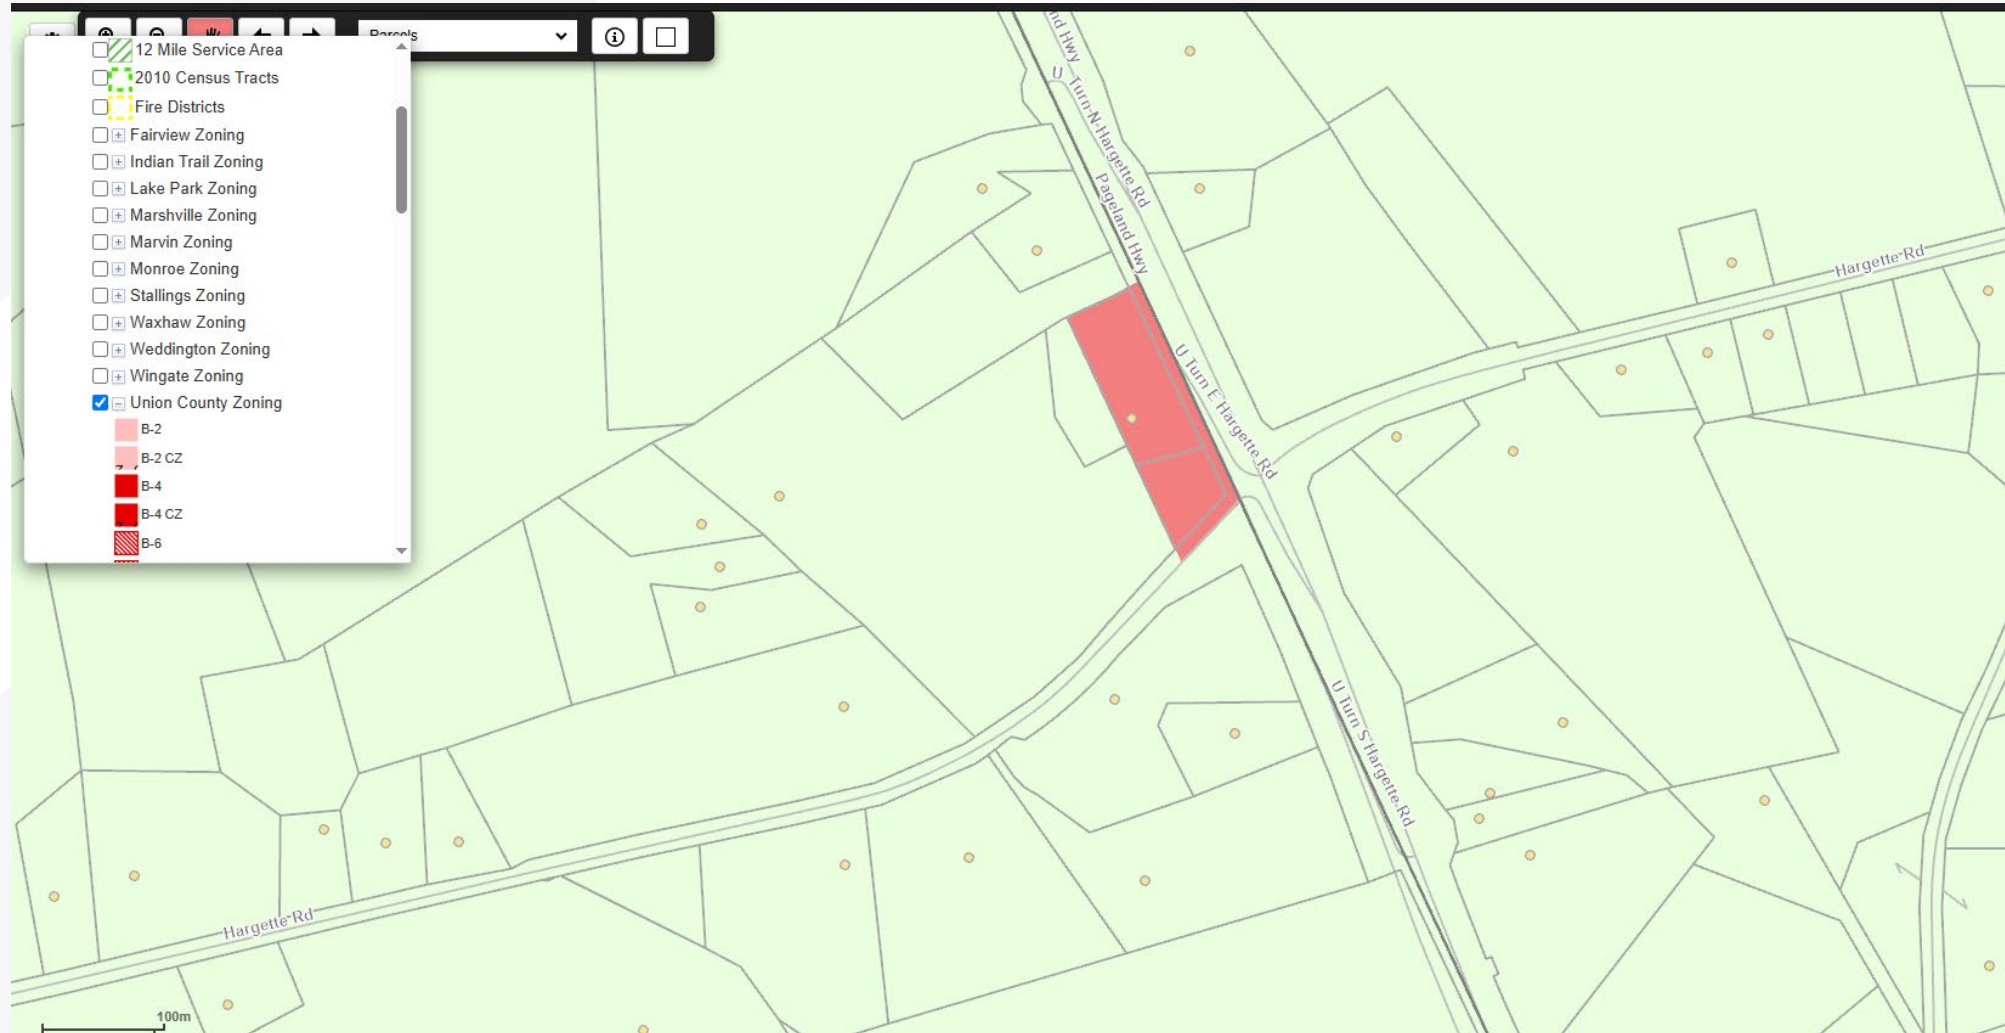 Parcels
12 Mile Service Area
2010 Census Tracts
Fire Districts
Fairview Zoning
Indian Trail Zoning
Lake Park Zoning
Marshville Zoning
Marvin Zoning
Monroe Zoning
Stallings Zoning
Waxhaw Zoning
Weddington Zoning
Wingate Zoning
Union County Zoning
B-2
B-2 CZ
B-4
B-4 CZ
B-6
nd Hwy
U Turn N Hargette Rd
Pageland Hwy
Hargette Rd
U Turn E Hargette Rd
U Turn S Hargette Rd
Hargette Rd
100m